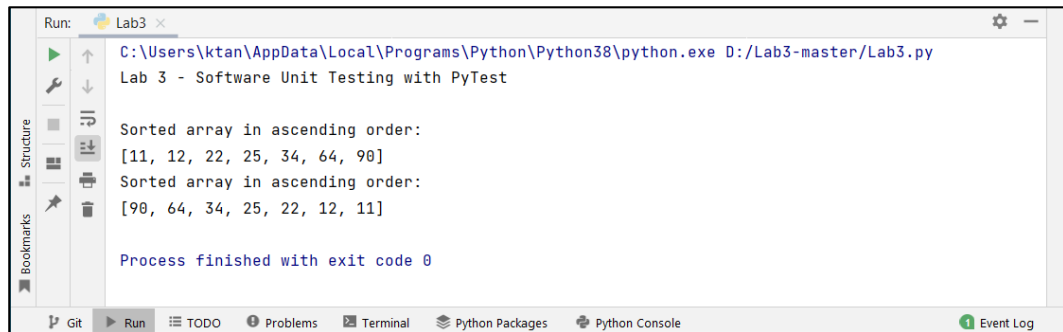 Run: Lab3
C:\Users\ktan\AppData\Local\Programs\Python\Python38\python.exe D:/Lab3-master/Lab3.py
Lab 3 - Software Unit Testing with PyTest
Sorted array in ascending order:
[11, 12, 22, 25, 34, 64, 90]
Sorted array in ascending order:
[90, 64, 34, 25, 22, 12, 11]
Process finished with exit code 0
Structure
Bookmarks
Git Run TODO Problems Terminal Python Packages Python Console 1 Event Log